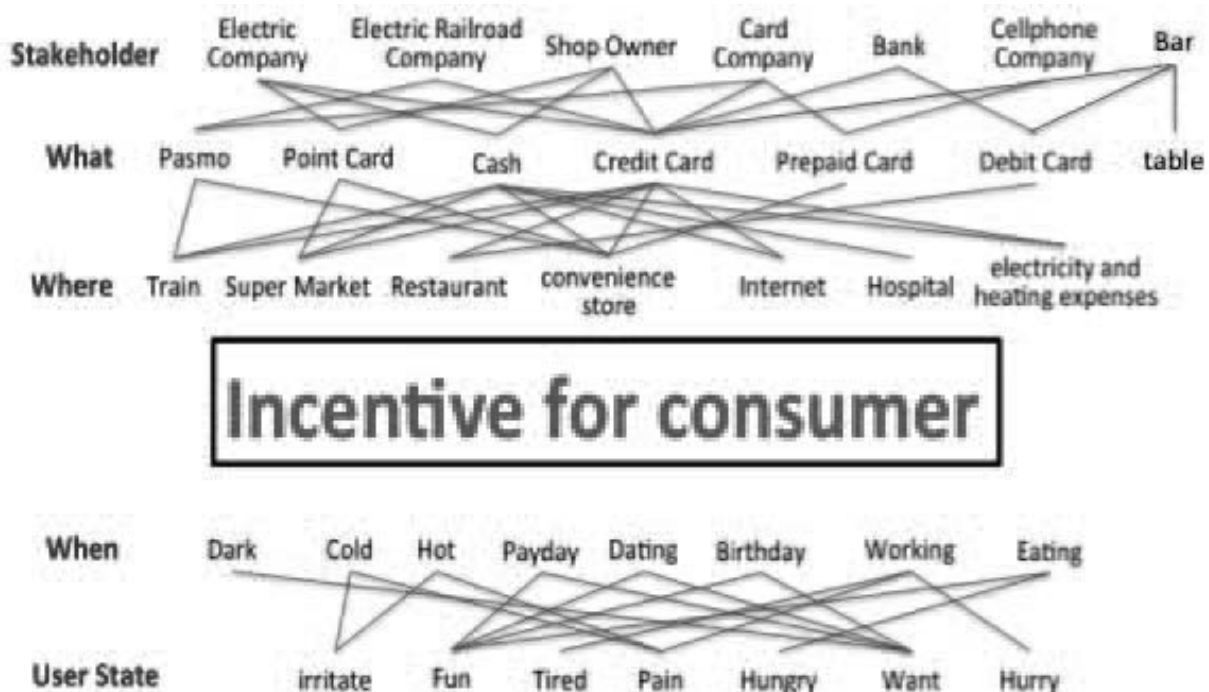 Stakeholder Electric Company Electric Railroad Company Shop Owner Card Company Bank Cellphone Company Bar
What Pasmo Point Card Cash Credit Card Prepaid Card Debit Card table
Where Train Super Market Restaurant convenience store Internet Hospital electricity and heating expenses
Incentive for consumer
When Dark Cold Hot Payday Dating Birthday Working Eating
User State irritate Fun Tired Pain Hungry Want Hurry